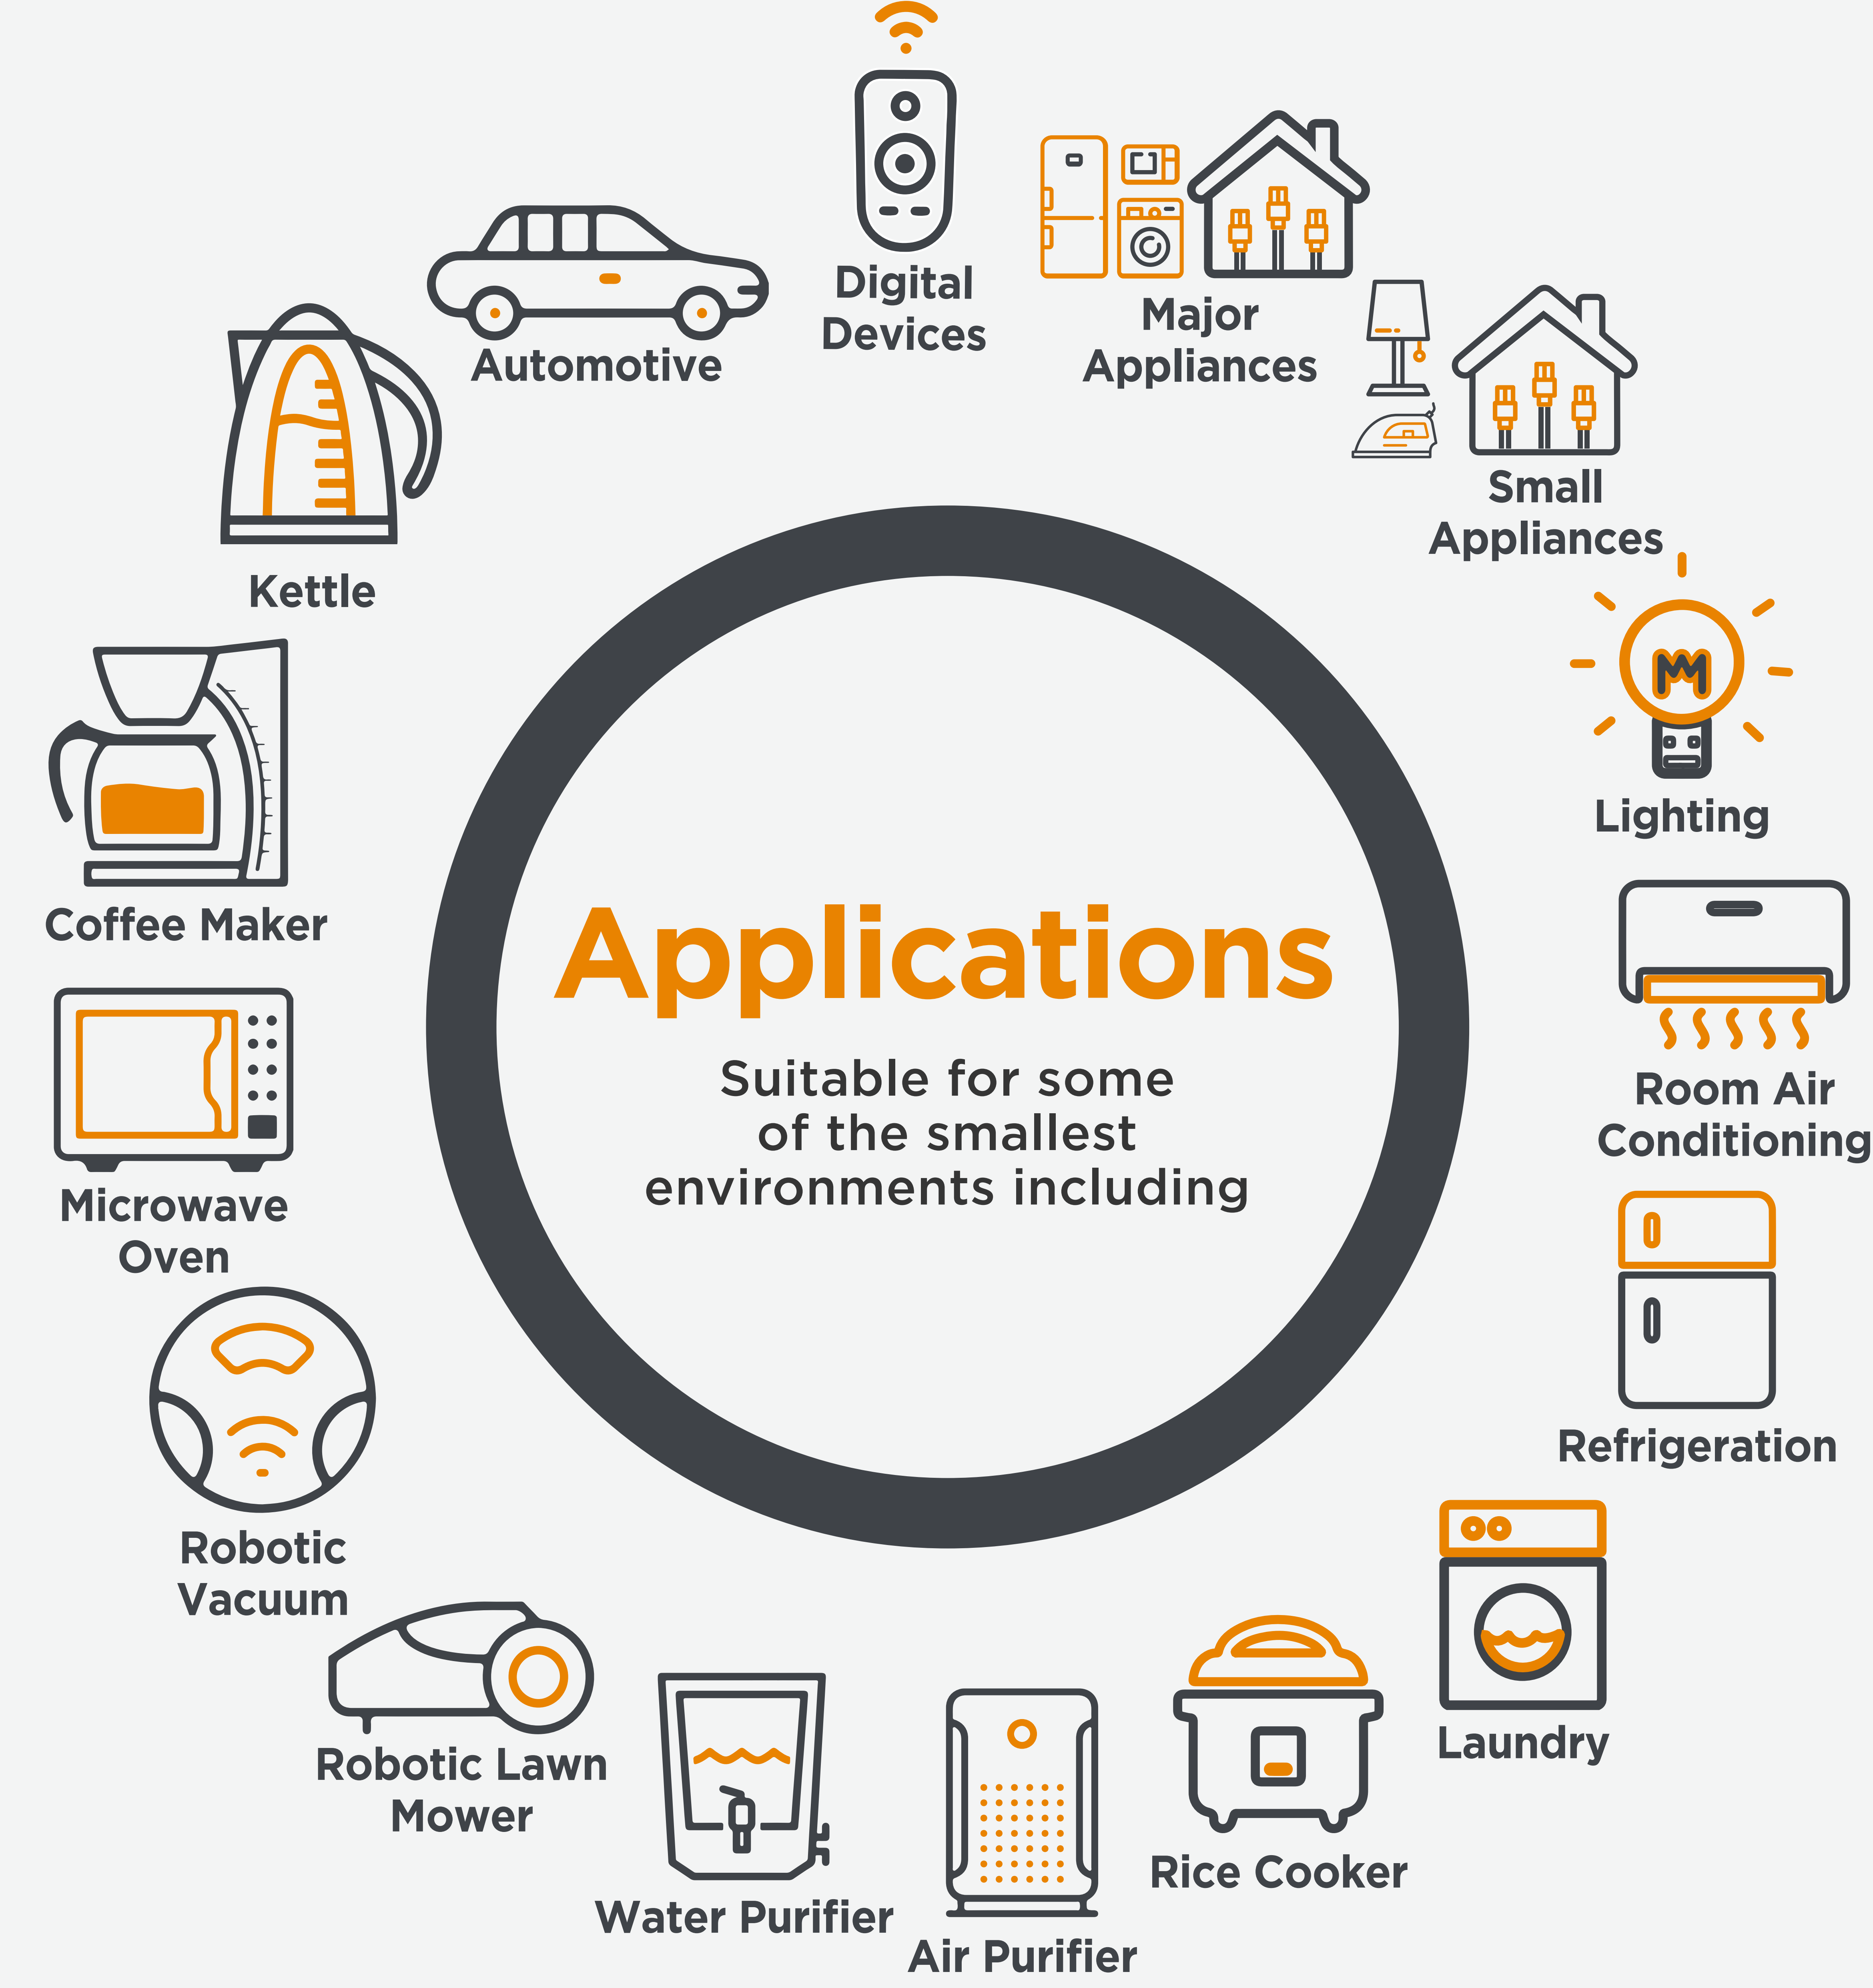 Digital
Devices
Major
Appliances
Small
Appliances
Lighting
Room Air
Conditioning
Refrigeration
Laundry
Rice Cooker
Air Purifier
Water Purifier
Robotic Lawn
Mower
Robotic
Vacuum
Microwave
Oven
Coffee Maker
Kettle
Automotive
Applications
Suitable for some
of the smallest
environments including